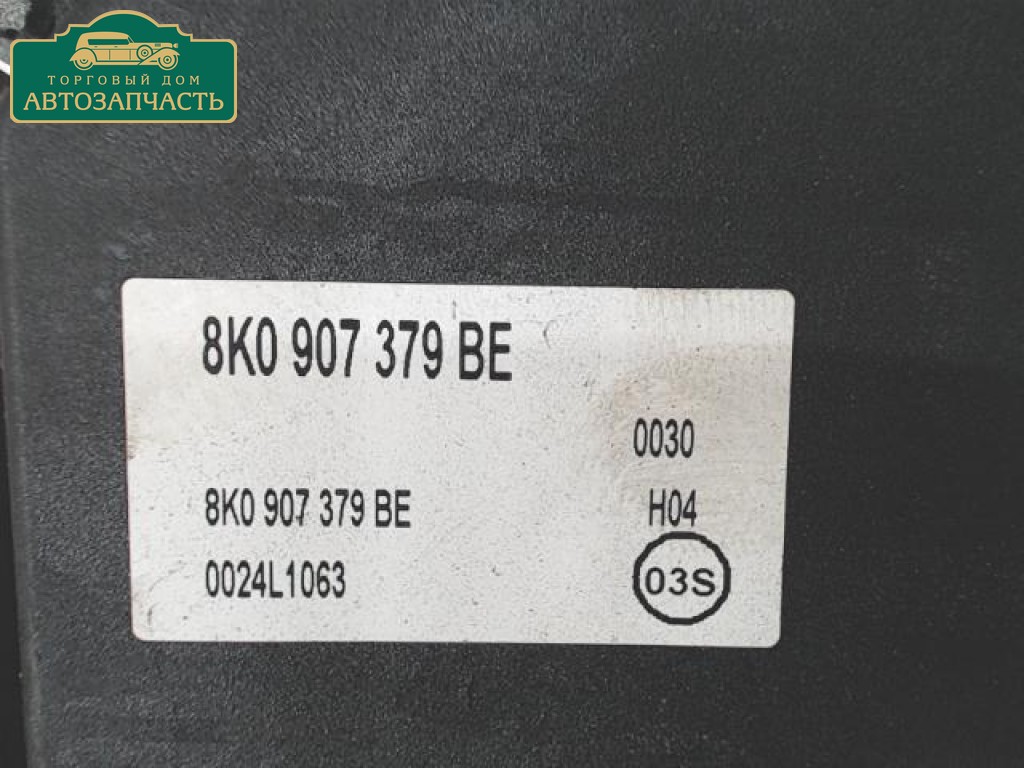 ТОРГОВЫЙ ДОМ
АВТОЗАПЧАСТЬ
8K0 907 379 BE
0030
8K0 907 379 BE H04
0024L1063 03S